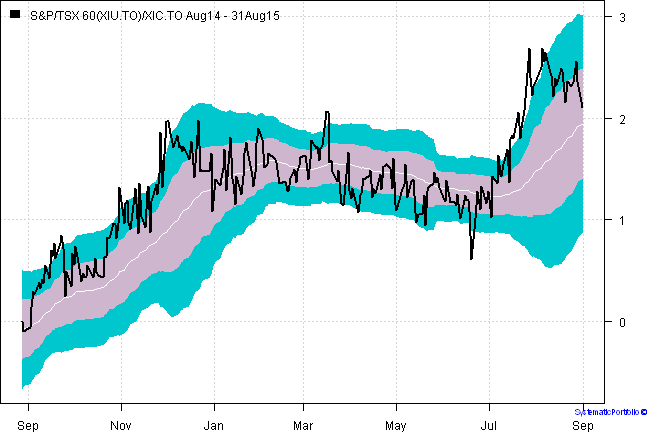 S&P/TSX 60(XIU.TO)/XIC.TO Aug14 - 31Aug15
3
2
1
0
Sep Nov Jan Mar May Jul Sep
SystematicPortfolio ©